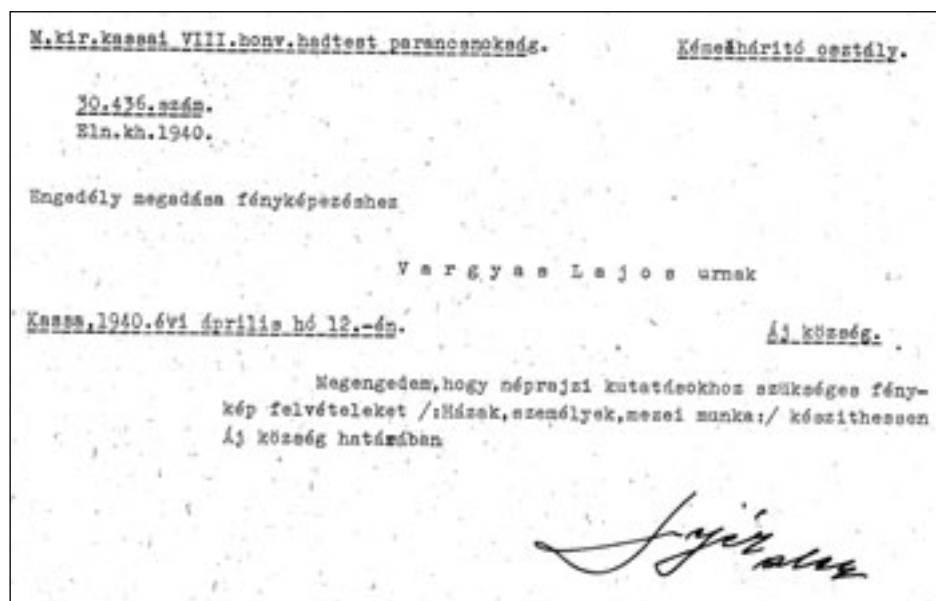 M.kir.kassai VIII.honv.hadtest parancsnokság. Kémelhárító osztály.
30.436.szám.
Eln.kh.1940.
Engedély megadása fényképezéshez
Vargyas Lajos urnak
Kassa,1940.évi április hó 12.-én. Áj község.
Megengedem,hogy néprajzi kutatásokhoz szükséges fény-
kép felvételeket /:Házak,személyek,mezei munka:/ készithessen
Áj község határában